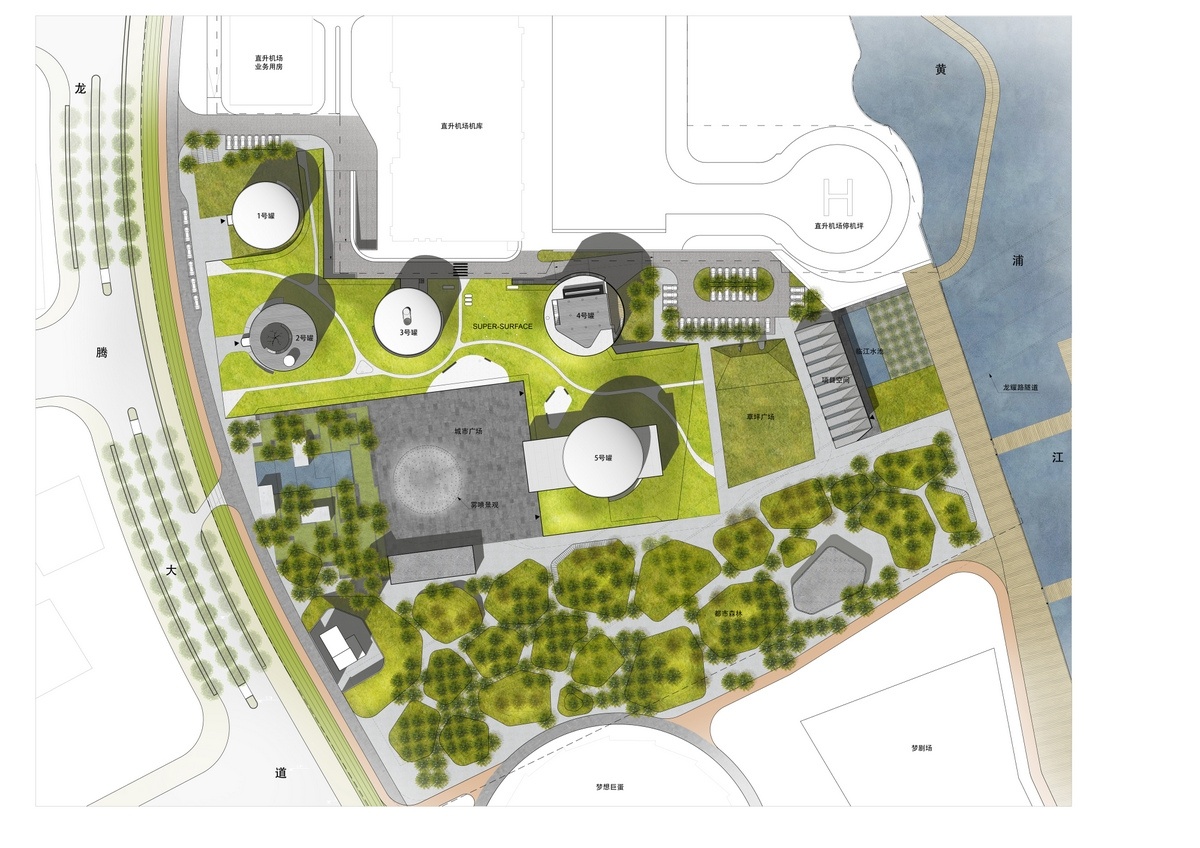 直升机场
业务用房
龙
黄
直升机场机库
1号罐
直升机场停机坪
浦
4号罐
SUPER-SURFACE
3号罐
2号罐
腾
临江水池
项目空间
龙耀路隧道
草坪广场
城市广场
5号罐
江
雾喷景观
大
都市森林
梦剧场
道
梦想巨蛋